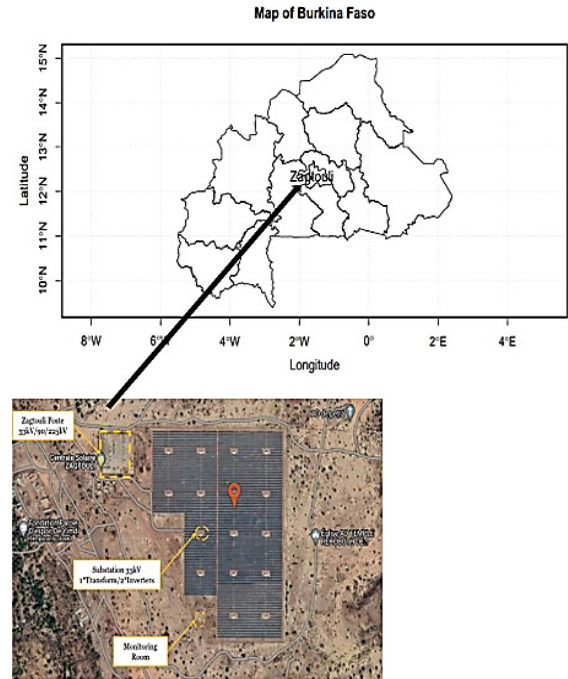 Map of Burkina Faso
15°N
14°N
13°N
12°N
11°N
10°N
Latitude
Zagtouli
8°W
6°W
4°W
2°W
0°
2°E
4°E
Longitude
Zagtouli Poste
33kV/90/225kV
Centrale Solaire
ZAGTOULI
Substation 33kV
1*Transform/2*Inverters
Monitoring
Room